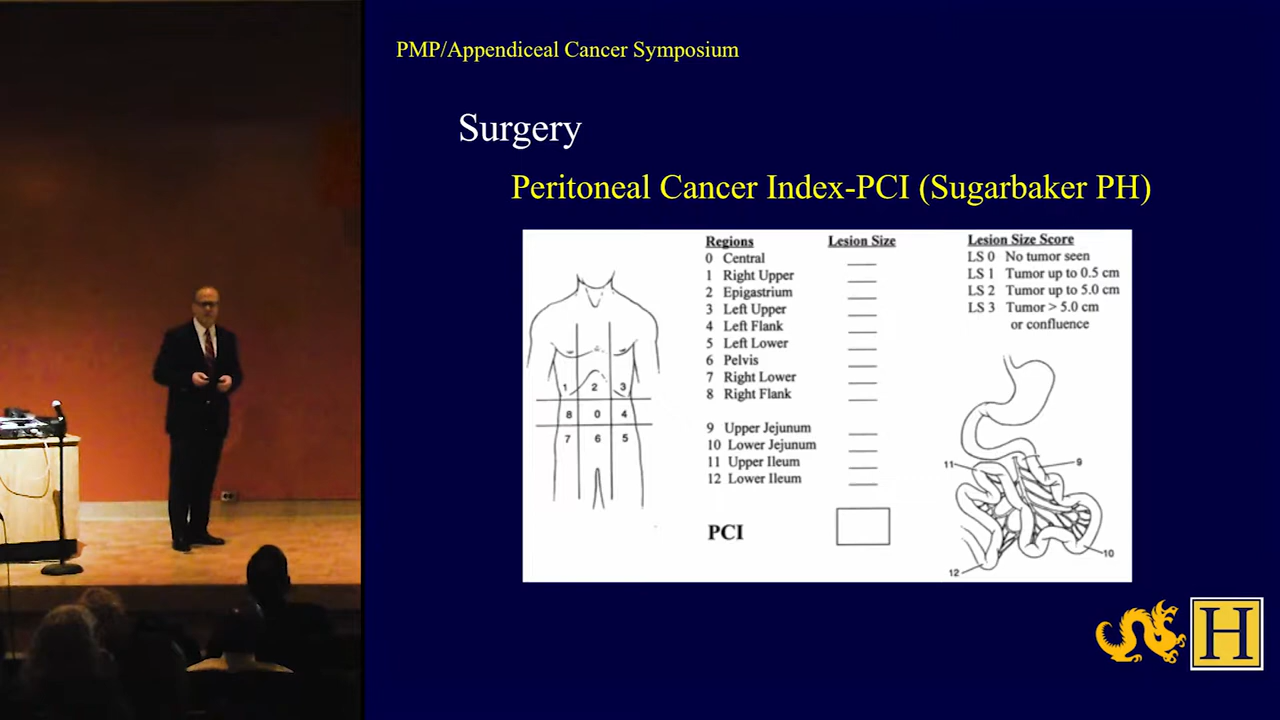 PMP/Appendiceal Cancer Symposium
Surgery
Peritoneal Cancer Index-PCI (Sugarbaker PH)
Regions Lesion Size
0 Central
1 Right Upper
2 Epigastrium
3 Left Upper
4 Left Flank
5 Left Lower
6 Pelvis
7 Right Lower
8 Right Flank
9 Upper Jejunum
10 Lower Jejunum
11 Upper Ileum
12 Lower Ileum
PCI
Lesion Size Score
LS 0 No tumor seen
LS 1 Tumor up to 0.5 cm
LS 2 Tumor up to 5.0 cm
LS 3 Tumor > 5.0 cm
or confluence
1 2 3
8 0 4
7 6 5
11 9
10
12
H